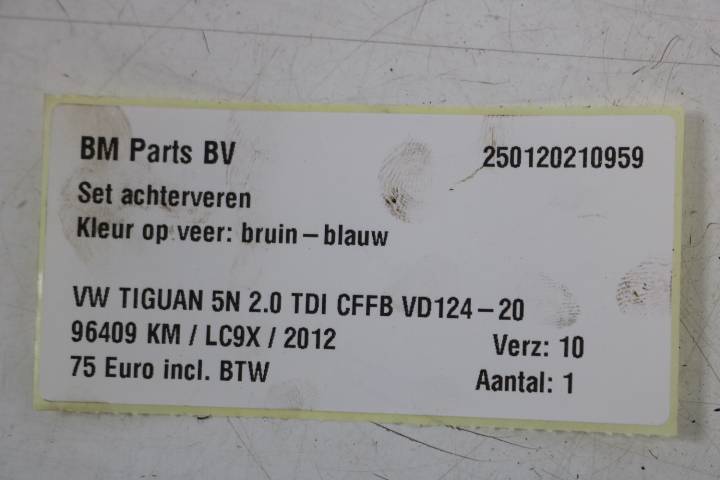 BM Parts BV 250120210959
Set achterveren
Kleur op veer: bruin – blauw
VW TIGUAN 5N 2.0 TDI CFFB VD124 – 20
96409 KM / LC9X / 2012 Verz: 10
75 Euro incl. BTW Aantal: 1